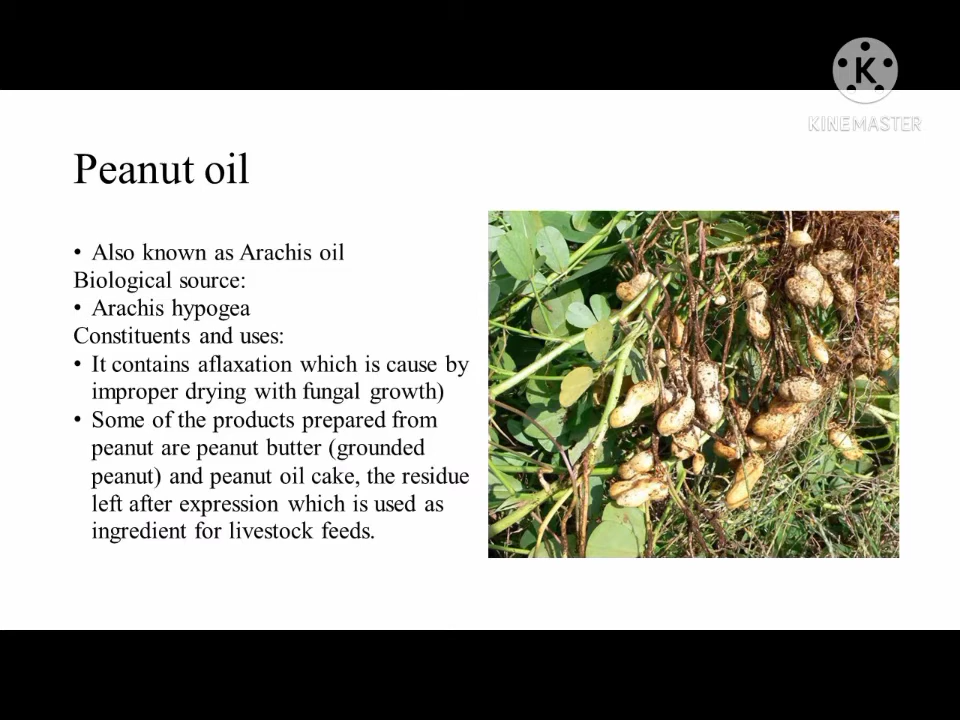 K
KINEMASTER
Peanut oil
• Also known as Arachis oil
Biological source:
• Arachis hypogea
Constituents and uses:
• It contains aflaxation which is cause by
improper drying with fungal growth)
• Some of the products prepared from
peanut are peanut butter (grounded
peanut) and peanut oil cake, the residue
left after expression which is used as
ingredient for livestock feeds.